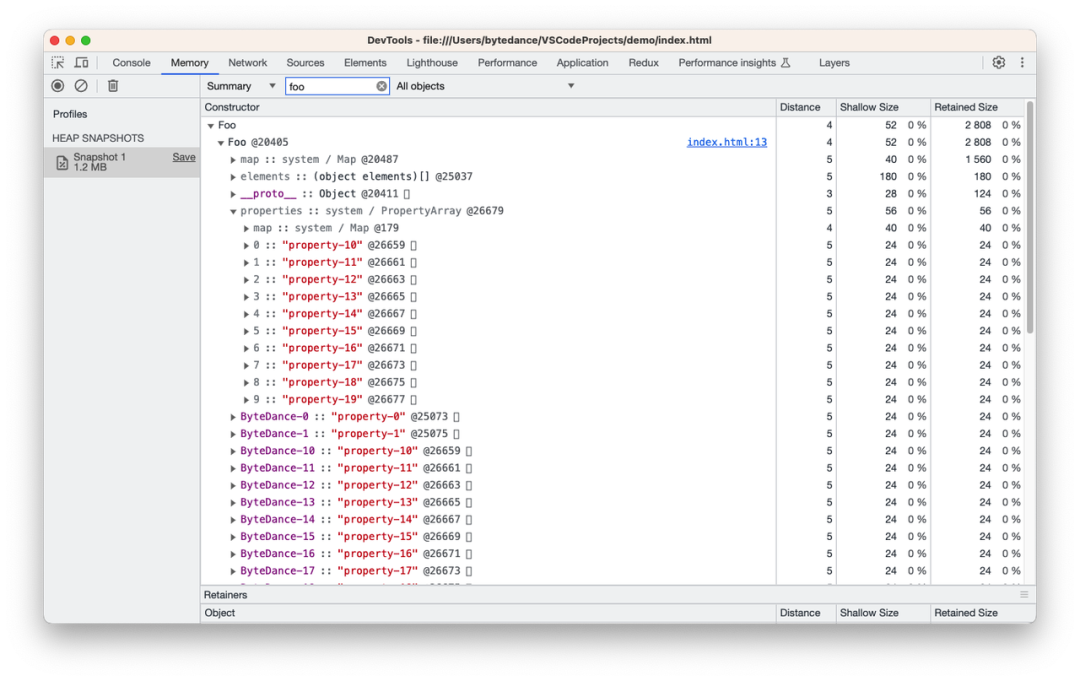 DevTools - file:///Users/bytedance/VSCodeProjects/demo/index.html
Console Memory Network Sources Elements Lighthouse Performance Application Redux Performance insights Layers
Summary foo All objects
Profiles
HEAP SNAPSHOTS
Snapshot 1 Save
1.2 MB
Constructor Distance Shallow Size Retained Size
Foo 4 52 0 % 2 808 0 %
Foo @20405 index.html:13 4 52 0 % 2 808 0 %
map :: system / Map @20487 5 40 0 % 1 560 0 %
elements :: (object elements)[] @25037 5 180 0 % 180 0 %
__proto__ :: Object @20411 3 28 0 % 124 0 %
properties :: system / PropertyArray @26679 5 56 0 % 56 0 %
map :: system / Map @179 4 40 0 % 40 0 %
0 :: "property-10" @26659 5 24 0 % 24 0 %
1 :: "property-11" @26661 5 24 0 % 24 0 %
2 :: "property-12" @26663 5 24 0 % 24 0 %
3 :: "property-13" @26665 5 24 0 % 24 0 %
4 :: "property-14" @26667 5 24 0 % 24 0 %
5 :: "property-15" @26669 5 24 0 % 24 0 %
6 :: "property-16" @26671 5 24 0 % 24 0 %
7 :: "property-17" @26673 5 24 0 % 24 0 %
8 :: "property-18" @26675 5 24 0 % 24 0 %
9 :: "property-19" @26677 5 24 0 % 24 0 %
ByteDance-0 :: "property-0" @25073 5 24 0 % 24 0 %
ByteDance-1 :: "property-1" @25075 5 24 0 % 24 0 %
ByteDance-10 :: "property-10" @26659 5 24 0 % 24 0 %
ByteDance-11 :: "property-11" @26661 5 24 0 % 24 0 %
ByteDance-12 :: "property-12" @26663 5 24 0 % 24 0 %
ByteDance-13 :: "property-13" @26665 5 24 0 % 24 0 %
ByteDance-14 :: "property-14" @26667 5 24 0 % 24 0 %
ByteDance-15 :: "property-15" @26669 5 24 0 % 24 0 %
ByteDance-16 :: "property-16" @26671 5 24 0 % 24 0 %
ByteDance-17 :: "property-17" @26673 5 24 0 % 24 0 %
Retainers
Object Distance Shallow Size Retained Size